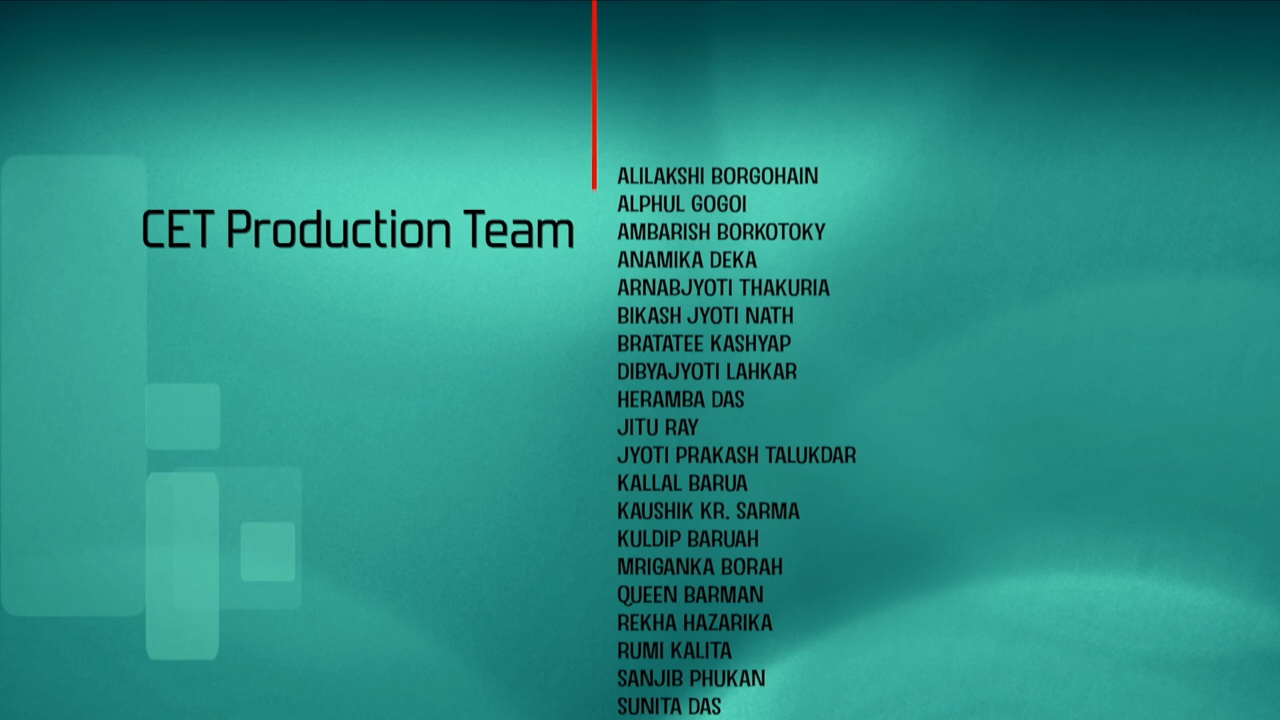 CET Production Team
ALILAKSHI BORGOHAIN
ALPHUL GOGOI
AMBARISH BORKOTOKY
ANAMIKA DEKA
ARNABJYOTI THAKURIA
BIKASH JYOTI NATH
BRATATEE KASHYAP
DIBYAJYOTI LAHKAR
HERAMBA DAS
JITU RAY
JYOTI PRAKASH TALUKDAR
KALLAL BARUA
KAUSHIK KR. SARMA
KULDIP BARUAH
MRIGANKA BORAH
QUEEN BARMAN
REKHA HAZARIKA
RUMI KALITA
SANJIB PHUKAN
SUNITA DAS